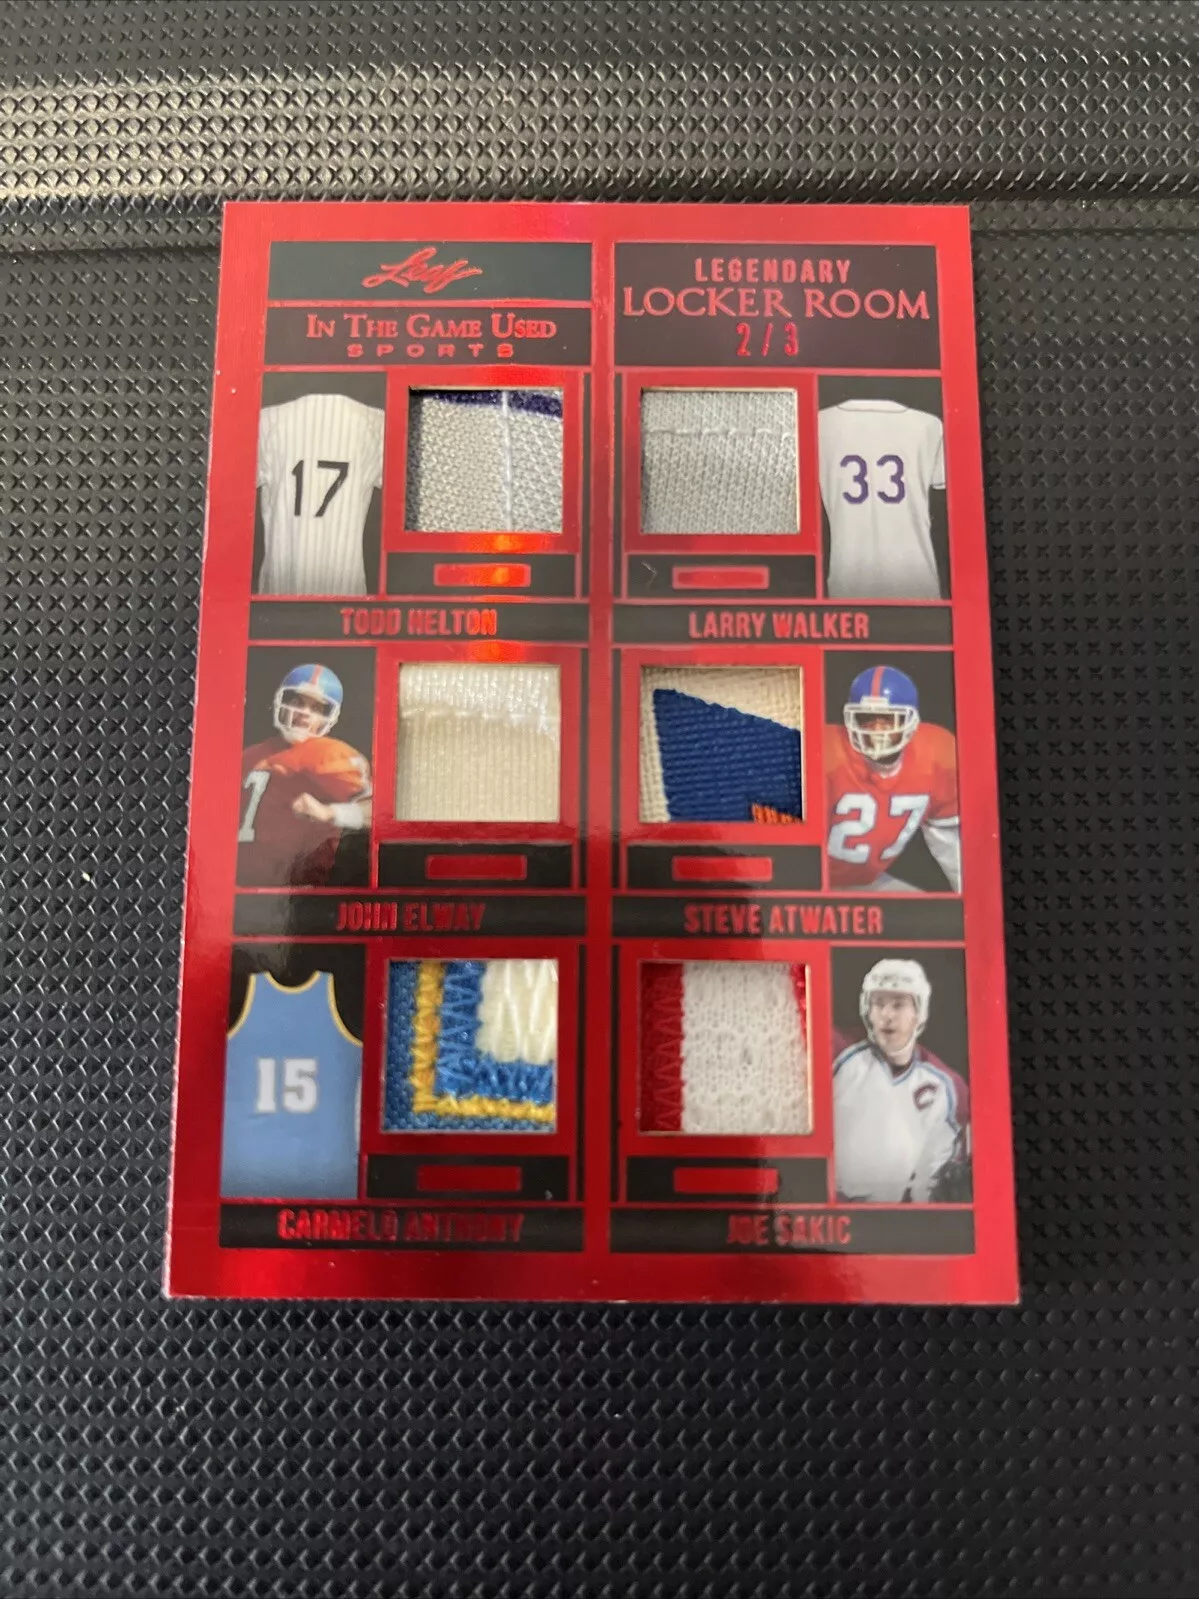 Leaf
IN THE GAME USED
SPORTS
LEGENDARY
LOCKER ROOM
2/3
17
33
TODD HELTON
LARRY WALKER
7
27
JOHN ELWAY
STEVE ATWATER
15
C
CARMELO ANTHONY
JOE SAKIC